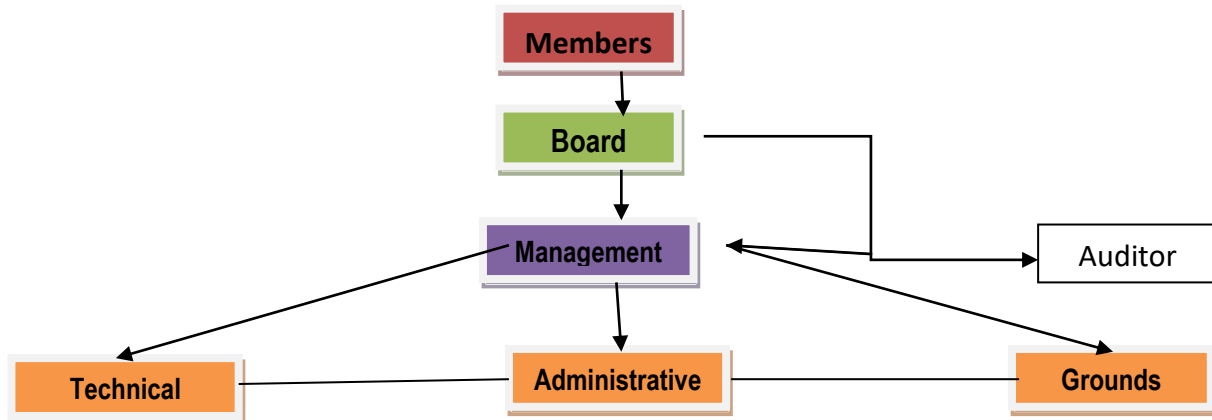 Members
Board
Management
Auditor
Technical
Administrative
Grounds